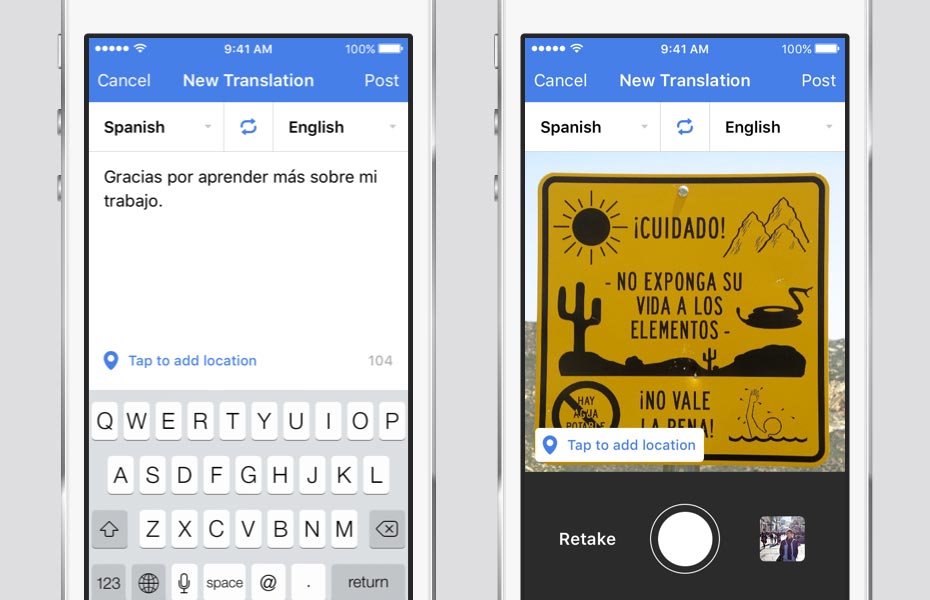 9:41 AM
100%
Cancel
New Translation
Post
Spanish
English
Gracias por aprender más sobre mi
trabajo.
Tap to add location
104
Q W E R T Y U I O P
A S D F G H J K L
Z X C V B N M
123
space
@
.
return
9:41 AM
100%
Cancel
New Translation
Post
Spanish
English
¡CUIDADO!
- NO EXPONGA SU
VIDA A LOS
ELEMENTOS -
HAY
AGUA
POTABLE
¡NO VALE
LA PENA!
Tap to add location
Retake